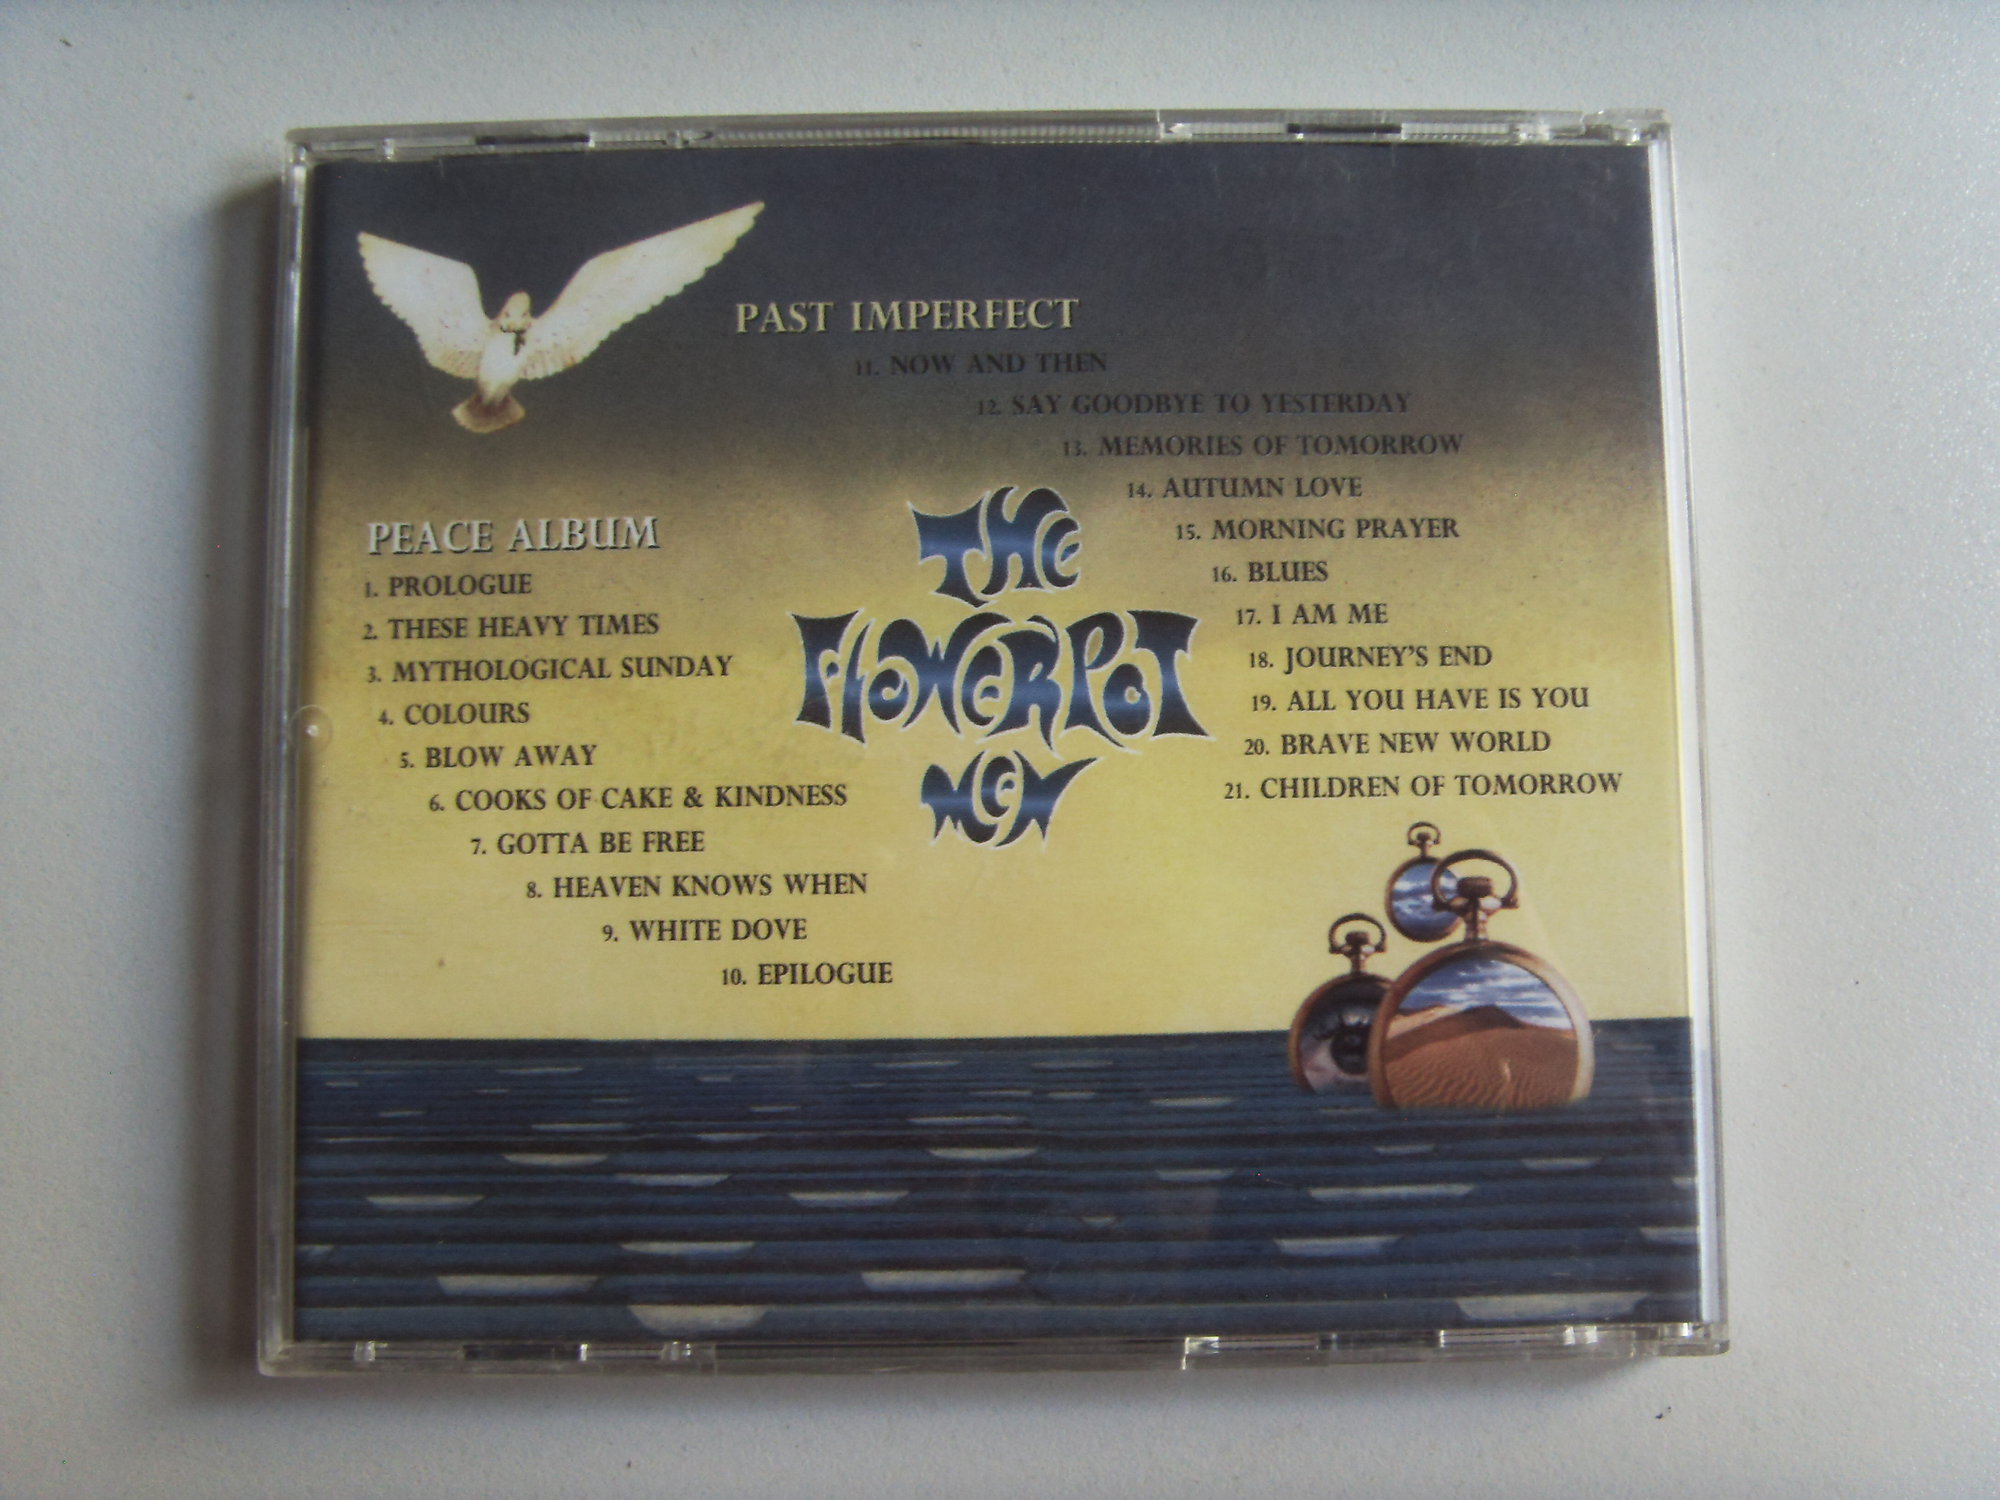 PAST IMPERFECT
11. NOW AND THEN
12. SAY GOODBYE TO YESTERDAY
13. MEMORIES OF TOMORROW
14. AUTUMN LOVE
15. MORNING PRAYER
16. BLUES
17. I AM ME
18. JOURNEY'S END
19. ALL YOU HAVE IS YOU
20. BRAVE NEW WORLD
21. CHILDREN OF TOMORROW
THE
FLOWERPOT
MEN
PEACE ALBUM
1. PROLOGUE
2. THESE HEAVY TIMES
3. MYTHOLOGICAL SUNDAY
4. COLOURS
5. BLOW AWAY
6. COOKS OF CAKE & KINDNESS
7. GOTTA BE FREE
8. HEAVEN KNOWS WHEN
9. WHITE DOVE
10. EPILOGUE